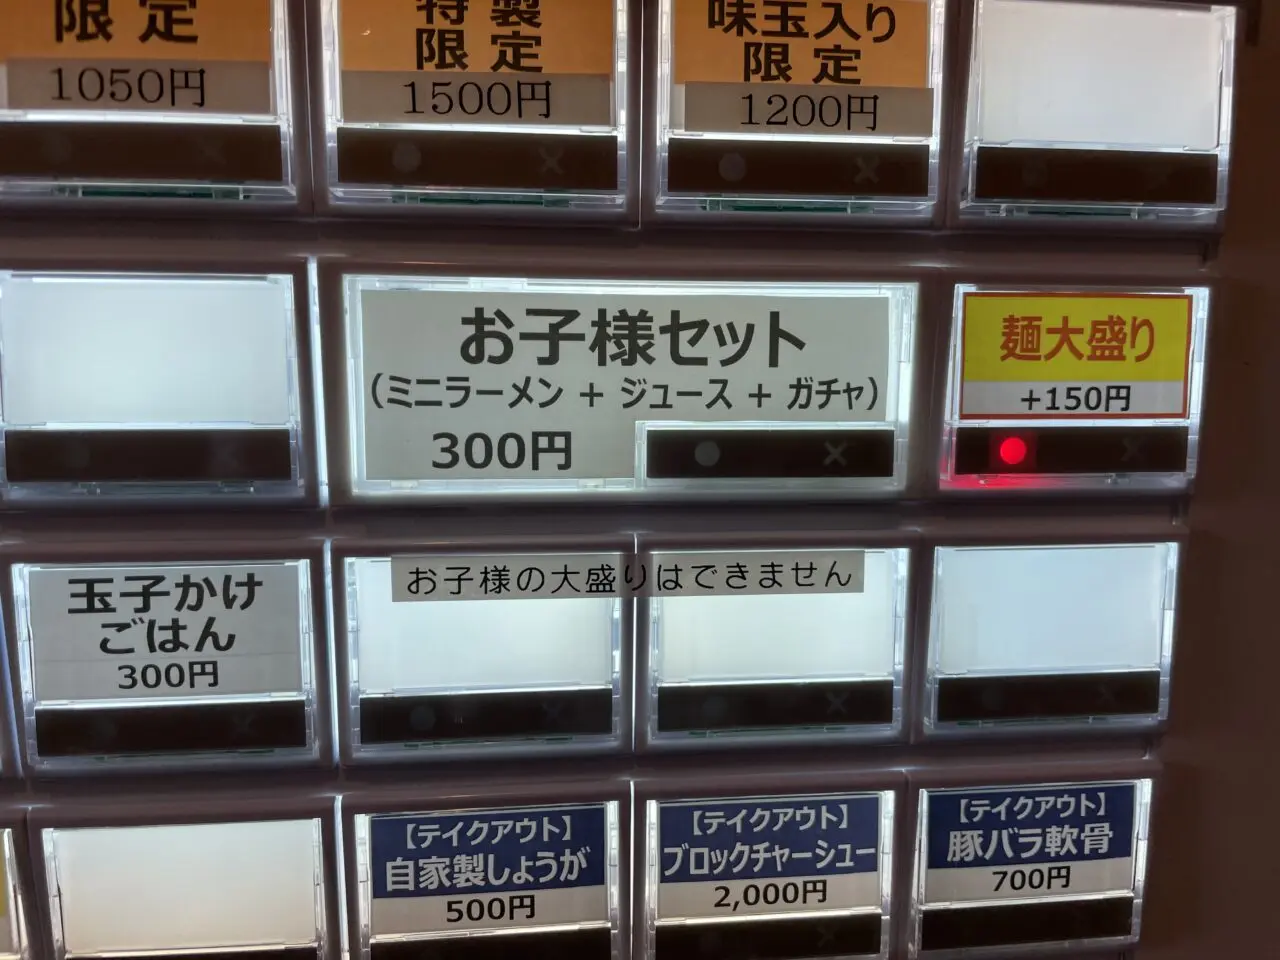 限定
1050円
特製
限定
1500円
味玉入り
限定
1200円
お子様セット
（ミニラーメン + ジュース + ガチャ）
300円
麺大盛り
+150円
玉子かけ
ごはん
300円
お子様の大盛りはできません
【テイクアウト】
自家製しょうが
500円
【テイクアウト】
ブロックチャーシュー
2,000円
【テイクアウト】
豚バラ軟骨
700円